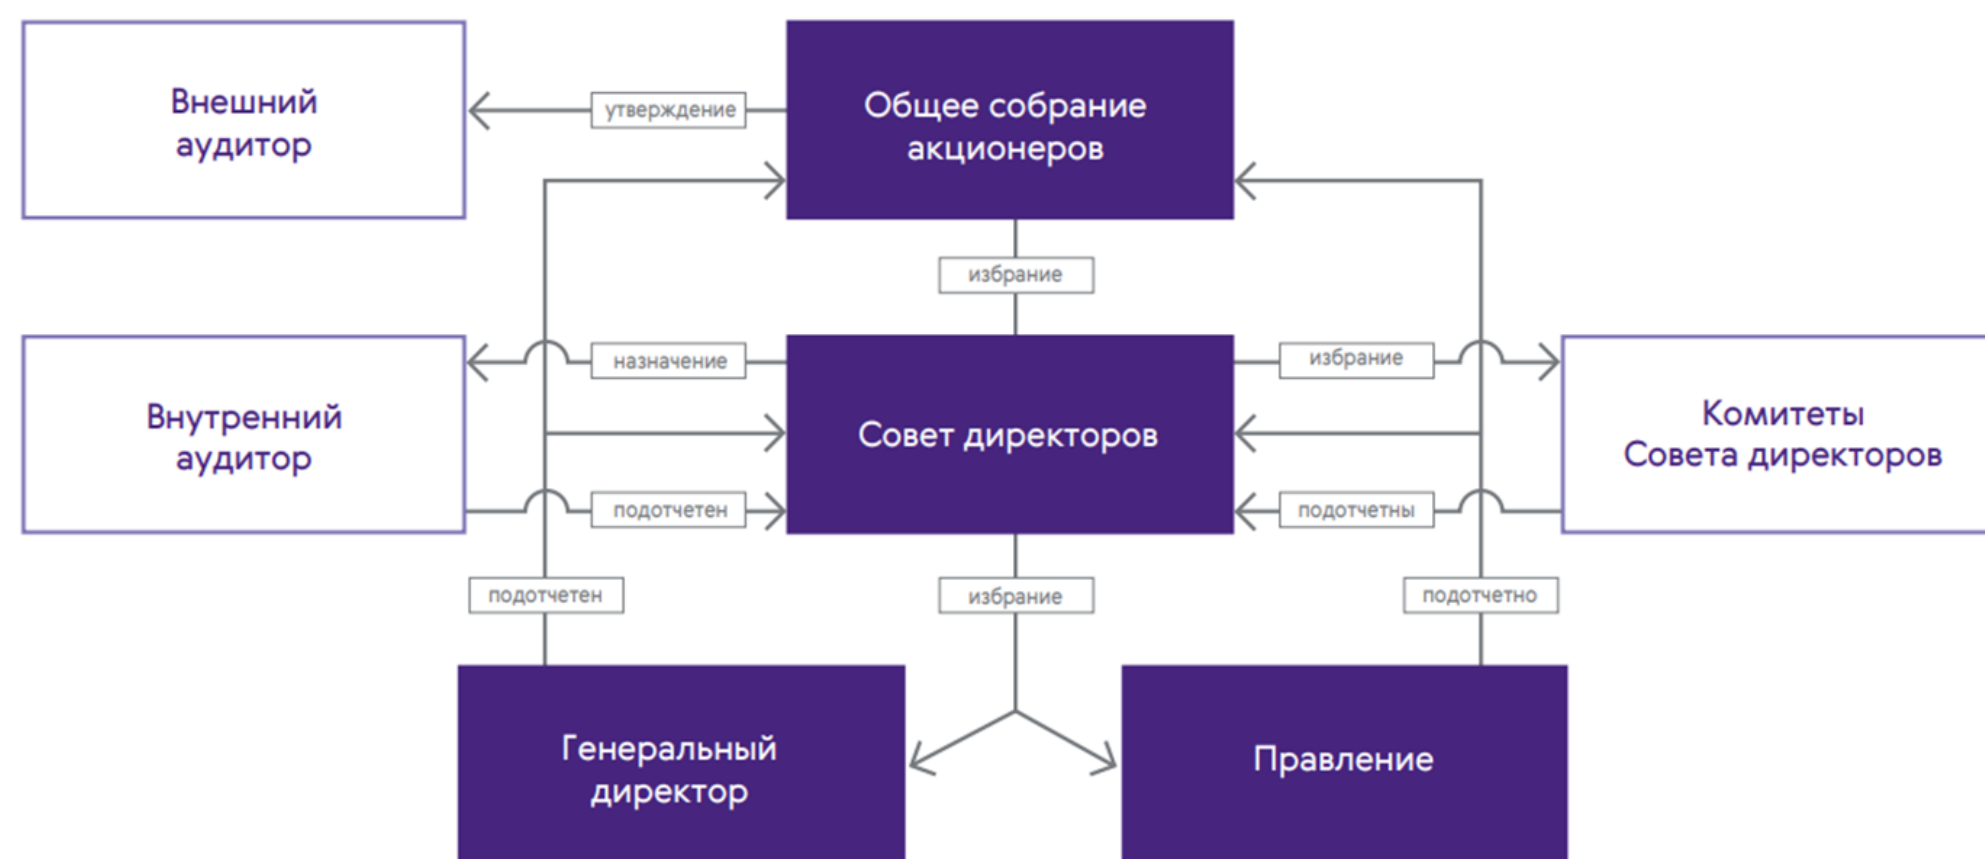 Внешний
аудитор
утверждение
Общее собрание
акционеров
избрание
Внутренний
аудитор
назначение
подотчетен
Совет директоров
избрание
подотчетны
Комитеты
Совета директоров
подотчетен
избрание
подотчетно
Генеральный
директор
Правление